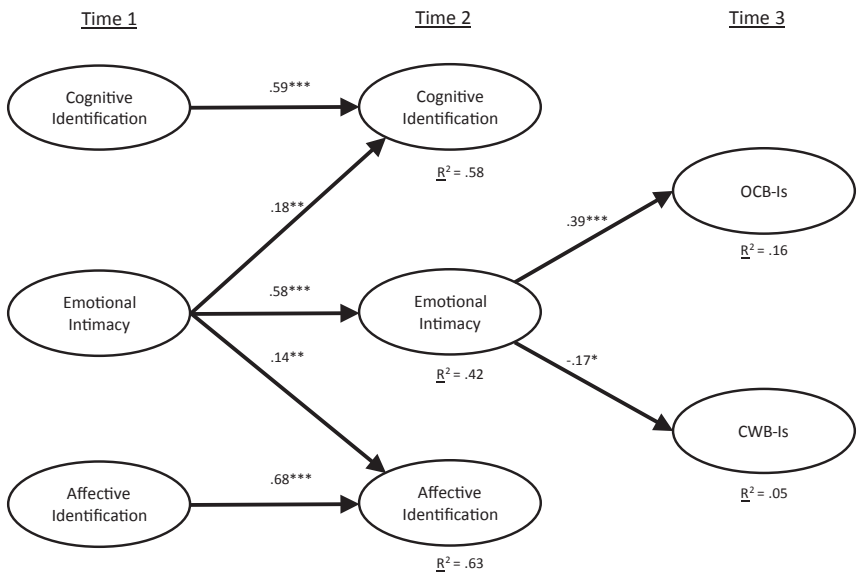 Time 1
Time 2
Time 3
Cognitive
Identification
.59***
Cognitive
Identification
R² = .58
.18**
OCB-Is
R² = .16
.39***
Emotional
Intimacy
.58***
Emotional
Intimacy
R² = .42
.14**
-.17*
CWB-Is
R² = .05
Affective
Identification
.68***
Affective
Identification
R² = .63